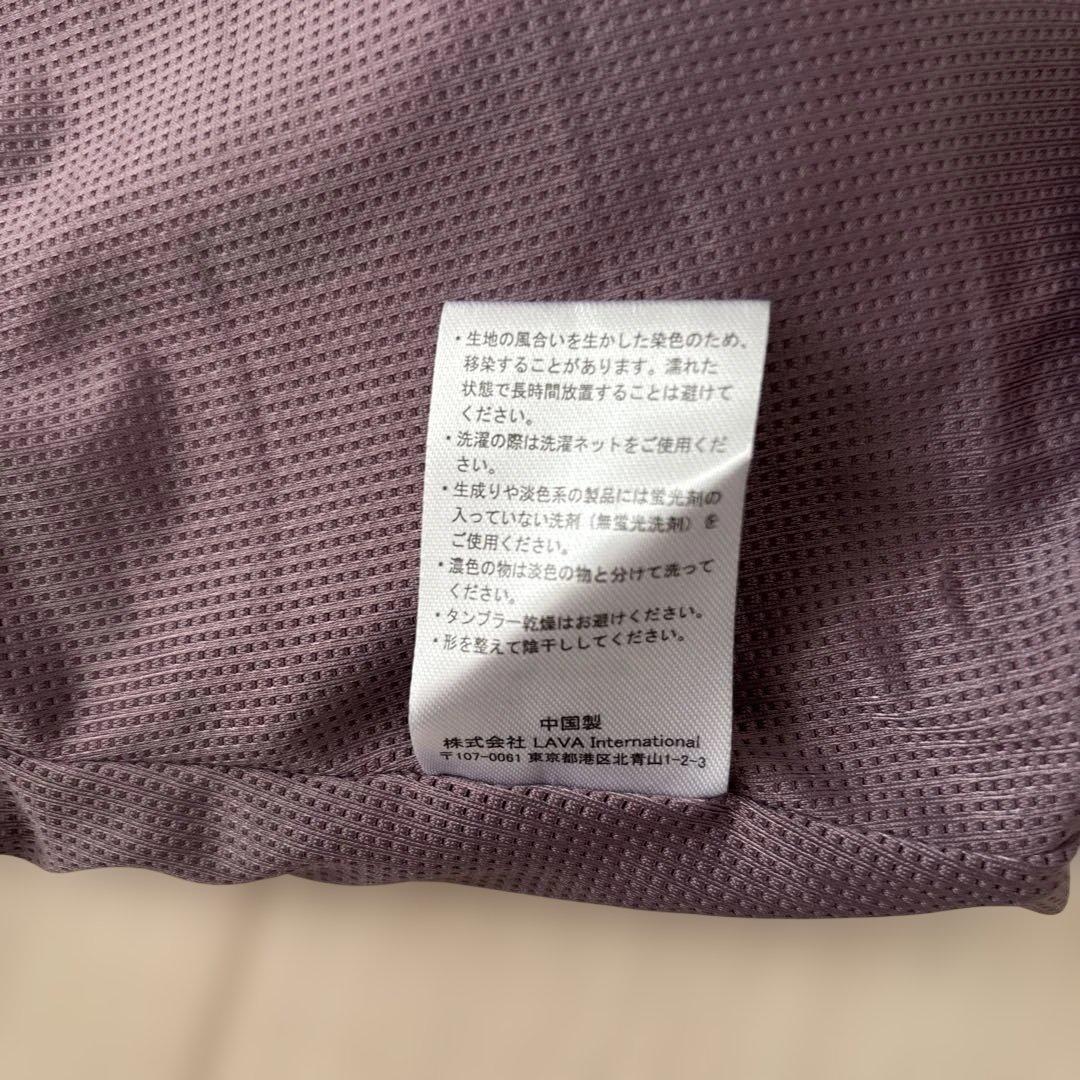 ・生地の風合いを生かした染色のため、
移染することがあります。濡れた
状態で長時間放置することは避けて
ください。
・洗濯の際は洗濯ネットをご使用くだ
さい。
・生成りや淡色系の製品には蛍光剤の
入っていない洗剤（無蛍光洗剤）を
ご使用ください。
・濃色の物は淡色の物と分けて洗って
ください。
・タンブラー乾燥はお避けください。
・形を整えて陰干ししてください。
中国製
株式会社 LAVA International
〒107-0061 東京都港区北青山1-2-3